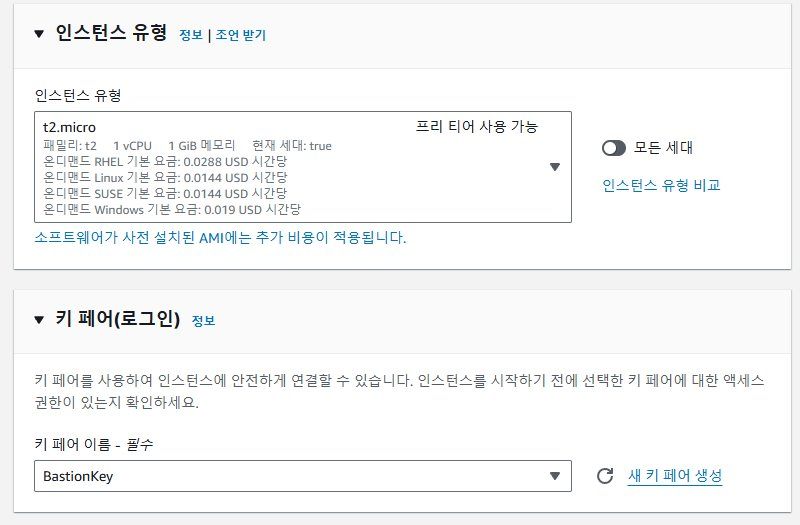 인스턴스 유형 정보 | 조언 받기
인스턴스 유형
t2.micro 프리 티어 사용 가능
패밀리: t2 1 vCPU 1 GiB 메모리 현재 세대: true
온디맨드 RHEL 기본 요금: 0.0288 USD 시간당
온디맨드 Linux 기본 요금: 0.0144 USD 시간당
온디맨드 SUSE 기본 요금: 0.0144 USD 시간당
온디맨드 Windows 기본 요금: 0.019 USD 시간당
모든 세대
인스턴스 유형 비교
소프트웨어가 사전 설치된 AMI에는 추가 비용이 적용됩니다.
키 페어(로그인) 정보
키 페어를 사용하여 인스턴스에 안전하게 연결할 수 있습니다. 인스턴스를 시작하기 전에 선택한 키 페어에 대한 액세스
권한이 있는지 확인하세요.
키 페어 이름 - 필수
BastionKey 새 키 페어 생성